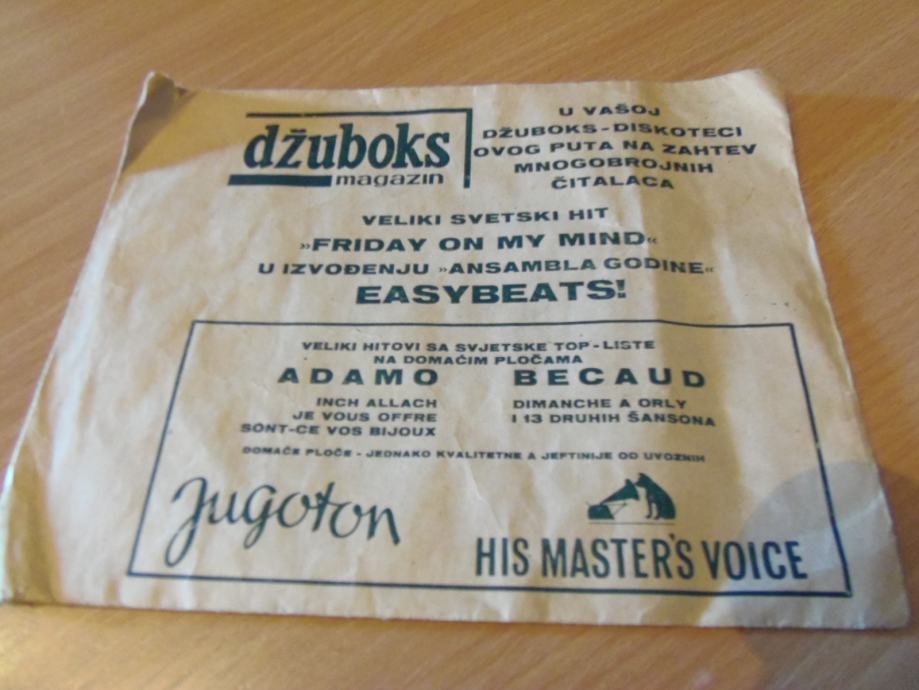 džuboks
magazin
U VAŠOJ
DŽUBOKS-DISKOTECI
OVOG PUTA NA ZAHTEV
MNOGOBROJNIH
ČITALACA
VELIKI SVETSKI HIT
»FRIDAY ON MY MIND«
U IZVOĐENJU »ANSAMBLA GODINE«
EASYBEATS!
VELIKI HITOVI SA SVJETSKE TOP-LISTE
NA DOMAĆIM PLOČAMA
ADAMO
INCH ALLACH
JE VOUS OFFRE
SONT-CE VOS BIJOUX
BECAUD
DIMANCHE A ORLY
I 13 DRUHIH ŠANSONA
DOMAĆE PLOČE - JEDNAKO KVALITETNE A JEFTINIJE OD UVOZNIH
Jugoton
HIS MASTER'S VOICE